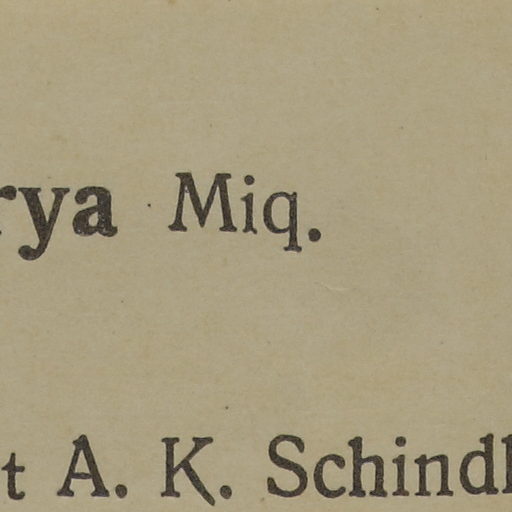 rya Miq.
t A. K. Schindl